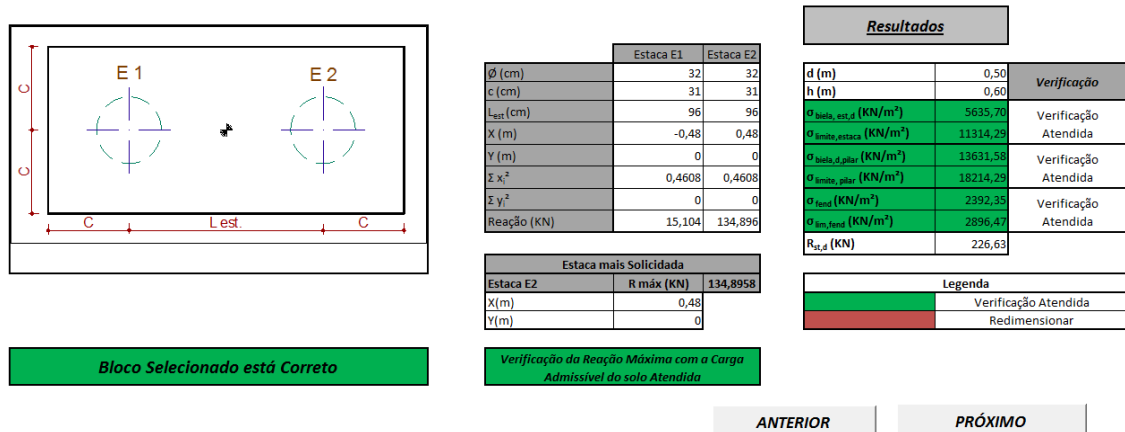 E 1
E 2
C
C
C
L est.
C
Bloco Selecionado está Correto
Estaca E1 Estaca E2
Ø (cm) 32 32
c (cm) 31 31
Lest (cm) 96 96
X (m) -0,48 0,48
Y (m) 0 0
Σ xi² 0,4608 0,4608
Σ yi² 0 0
Reação (KN) 15,104 134,896
Estaca mais Solicidada
Estaca E2 R máx (KN) 134,8958
X(m) 0,48
Y(m) 0
Verificação da Reação Máxima com a Carga
Admissível do solo Atendida
Resultados
d (m) 0,50 Verificação
h (m) 0,60
σbiela, est,d (KN/m²) 5635,70 Verificação
σlimite,estaca (KN/m²) 11314,29 Atendida
σbiela,d,pilar (KN/m²) 13631,58 Verificação
σlimite, pilar (KN/m²) 18214,29 Atendida
σfend (KN/m²) 2392,35 Verificação
σlim,fend (KN/m²) 2896,47 Atendida
Rst,d (KN) 226,63
Legenda
Verificação Atendida
Redimensionar
ANTERIOR PRÓXIMO